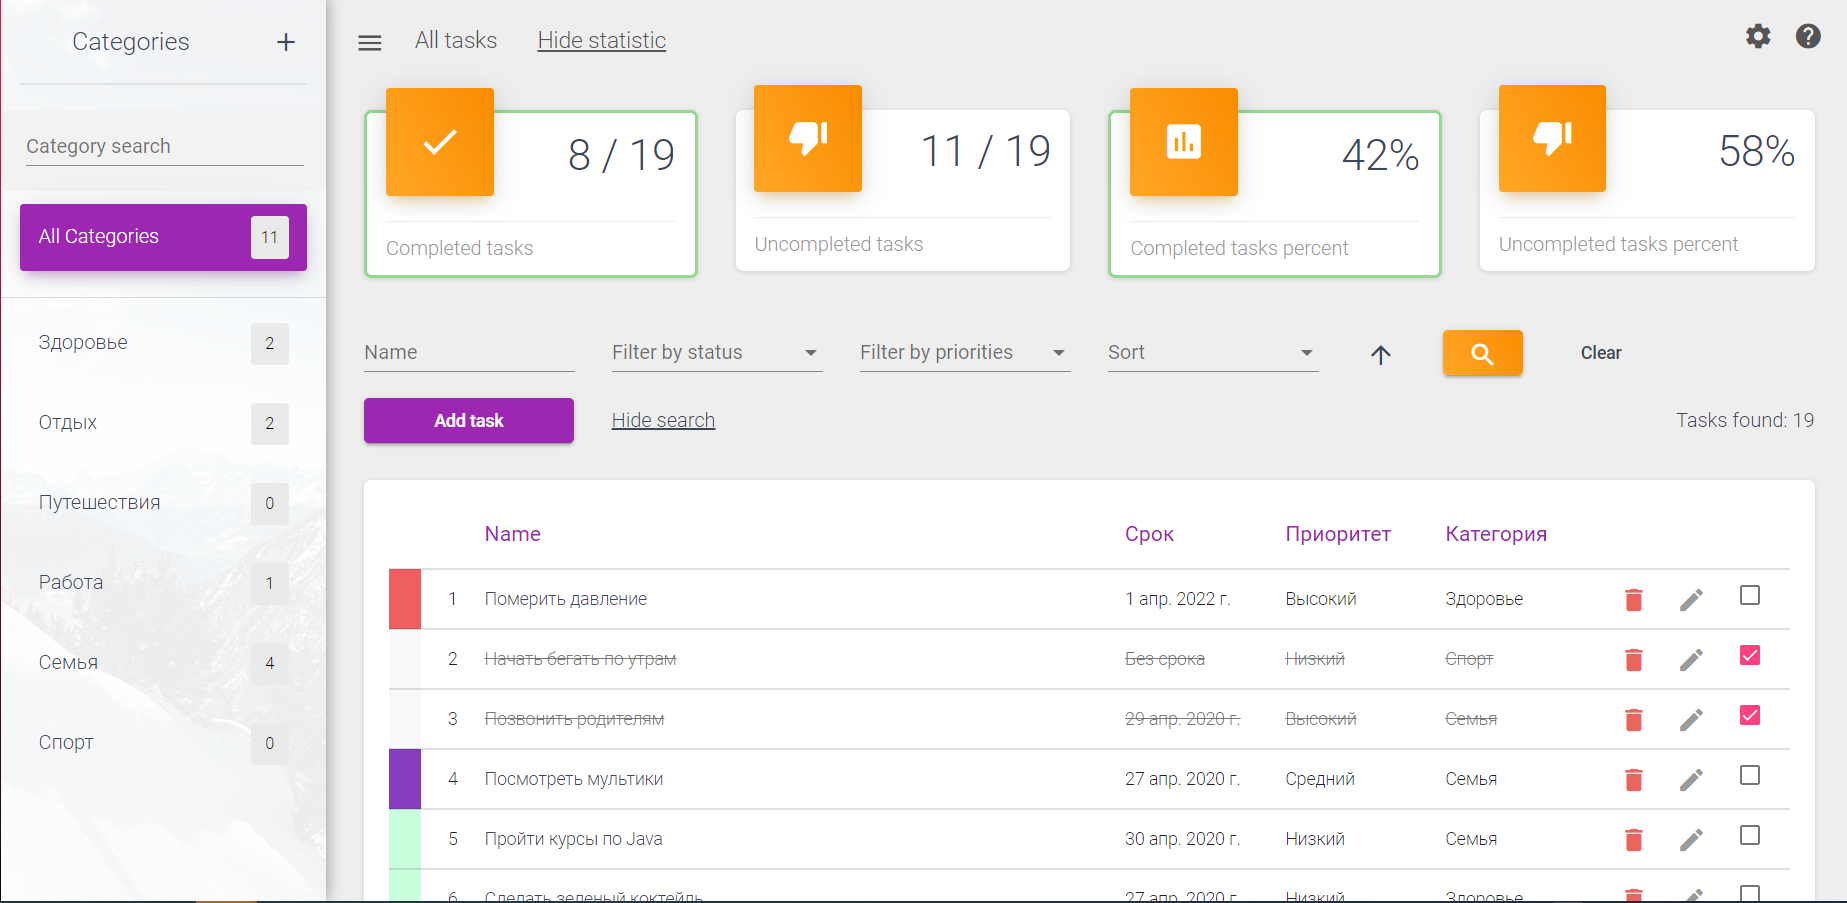 Categories +
Category search
All Categories 11
Здоровье 2
Отдых 2
Путешествия 0
Работа 1
Семья 4
Спорт 0
All tasks Hide statistic
8 / 19
Completed tasks
11 / 19
Uncompleted tasks
42%
Completed tasks percent
58%
Uncompleted tasks percent
Name Filter by status Filter by priorities Sort Clear
Add task Hide search Tasks found: 19
Name Срок Приоритет Категория
1 Померить давление 1 апр. 2022 г. Высокий Здоровье
2 Начать бегать по утрам Без срока Низкий Спорт
3 Позвонить родителям 29 апр. 2020 г. Высокий Семья
4 Посмотреть мультики 27 апр. 2020 г. Средний Семья
5 Пройти курсы по Java 30 апр. 2020 г. Низкий Семья
6 Сделать зеленый коктейль 27 апр. 2020 г. Низкий Здоровье